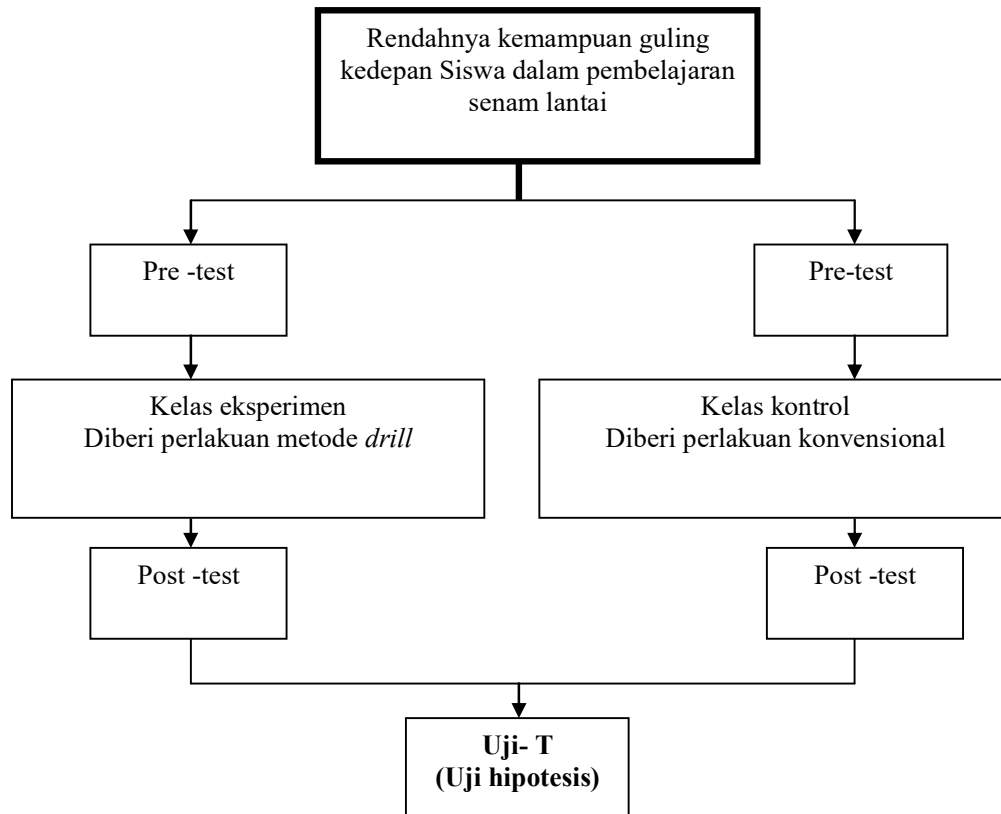 Rendahnya kemampuan guling
kedepan Siswa dalam pembelajaran
senam lantai
Pre -test
Pre-test
Kelas eksperimen
Diberi perlakuan metode drill
Kelas kontrol
Diberi perlakuan konvensional
Post -test
Post -test
Uji- T
(Uji hipotesis)